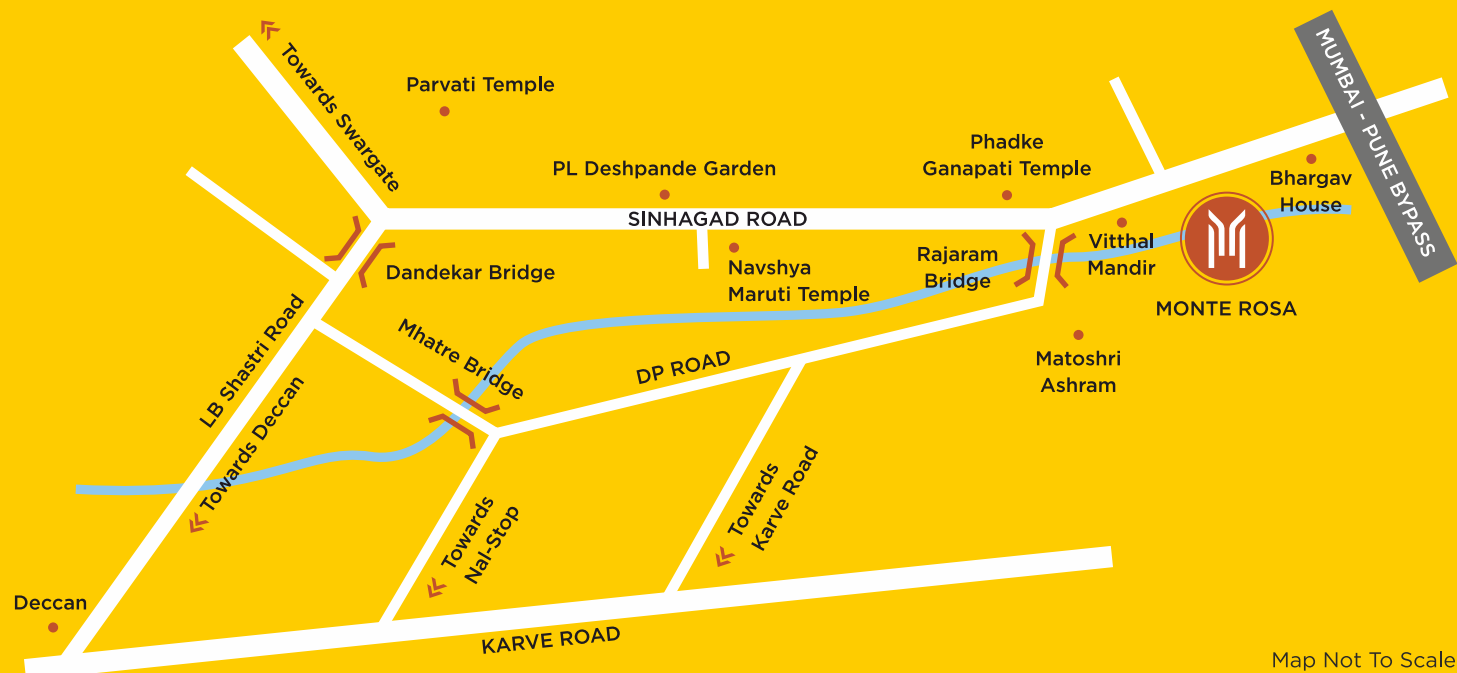 Towards Swargate
Parvati Temple
MUMBAI - PUNE BYPASS
Phadke
Ganapati Temple
PL Deshpande Garden
Bhargav
House
SINHAGAD ROAD
Dandekar Bridge
Navshya
Maruti Temple
Rajaram
Bridge
Vitthal
Mandir
MONTE ROSA
LB Shastri Road
Mhatre Bridge
DP ROAD
Matoshri
Ashram
Towards Deccan
Towards
Nal-Stop
Towards
Karve Road
Deccan
KARVE ROAD
Map Not To Scale